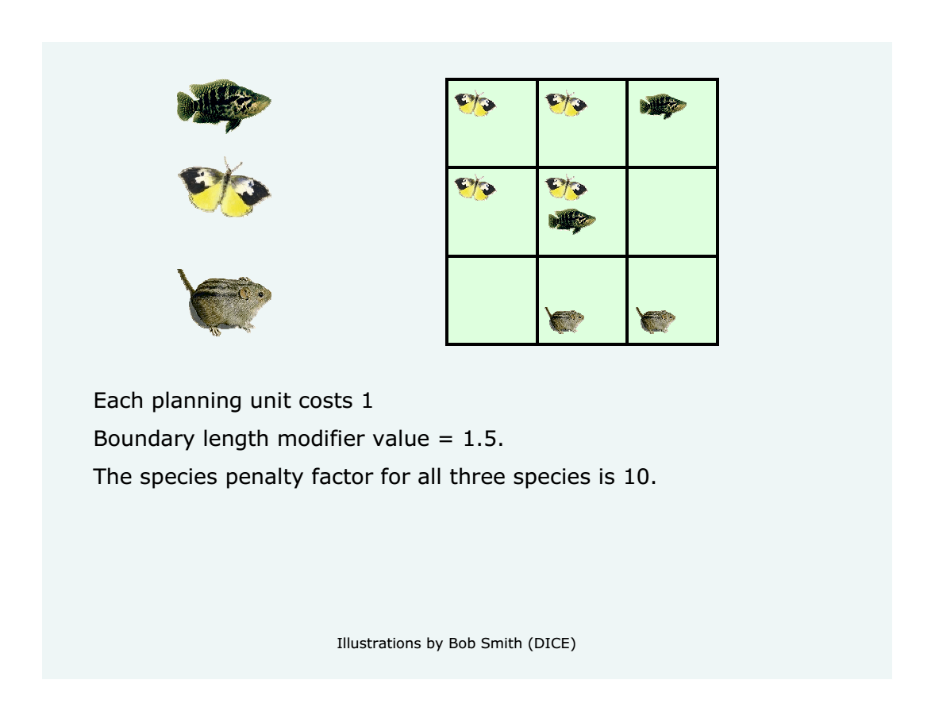 Each planning unit costs 1
Boundary length modifier value = 1.5.
The species penalty factor for all three species is 10.
Illustrations by Bob Smith (DICE)